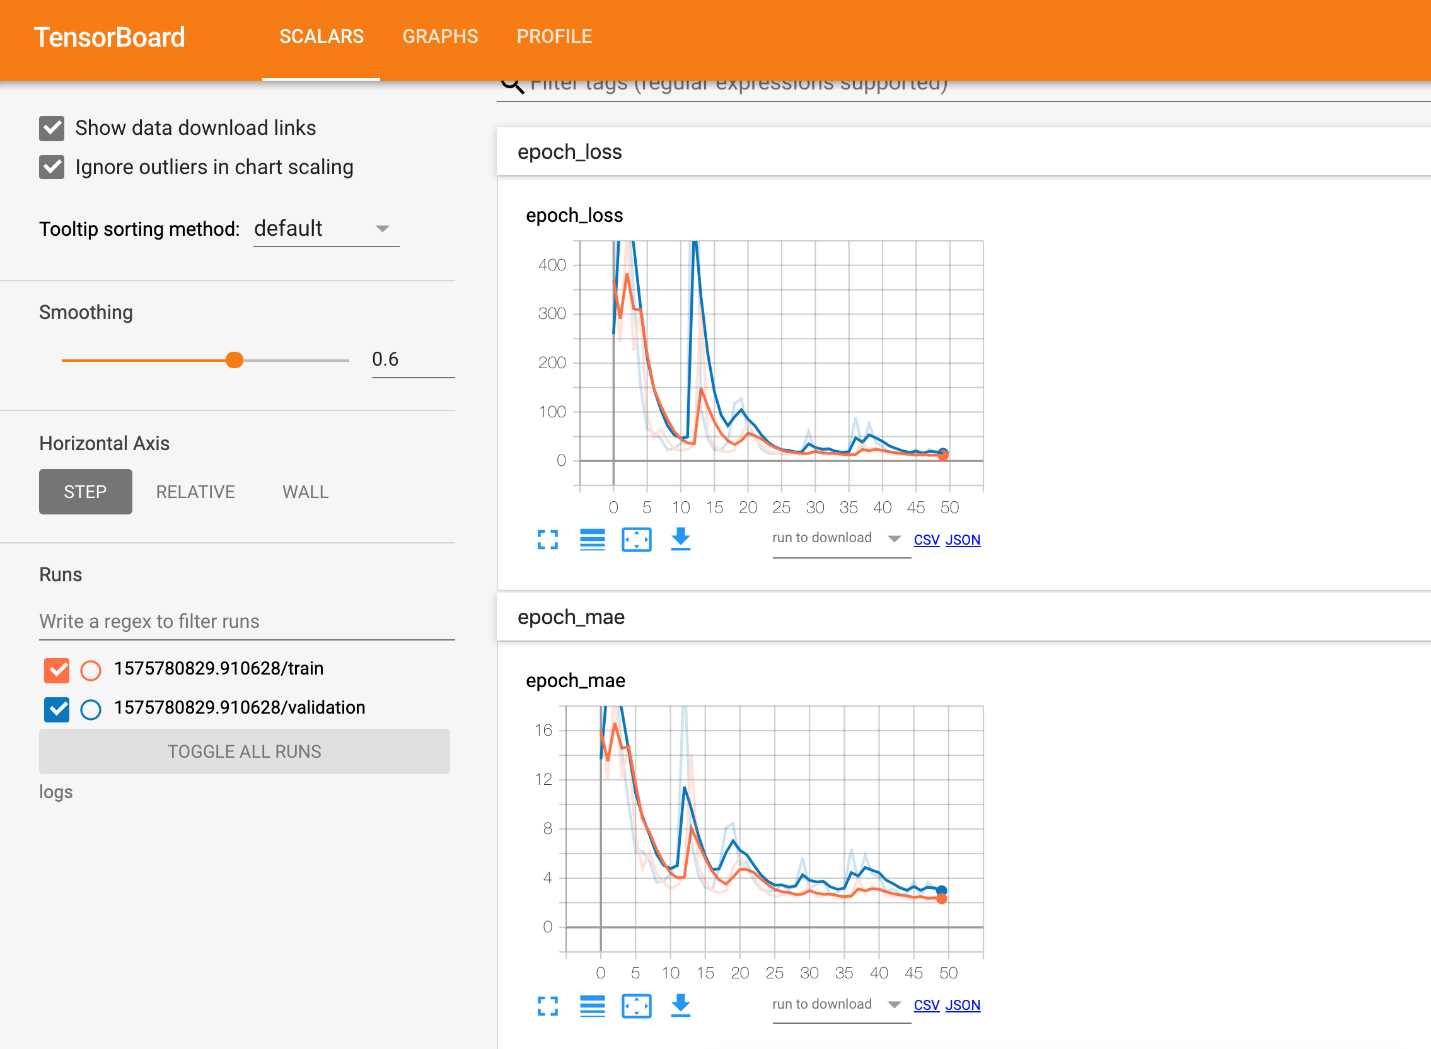 TensorBoard
SCALARS GRAPHS PROFILE
Filter tags (regular expressions supported)
Show data download links
Ignore outliers in chart scaling
Tooltip sorting method: default
Smoothing
0.6
Horizontal Axis
STEP RELATIVE WALL
Runs
Write a regex to filter runs
1575780829.910628/train
1575780829.910628/validation
TOGGLE ALL RUNS
logs
epoch_loss
epoch_loss
400
300
200
100
0
0 5 10 15 20 25 30 35 40 45 50
run to download CSV JSON
epoch_mae
epoch_mae
16
12
8
4
0
0 5 10 15 20 25 30 35 40 45 50
run to download CSV JSON